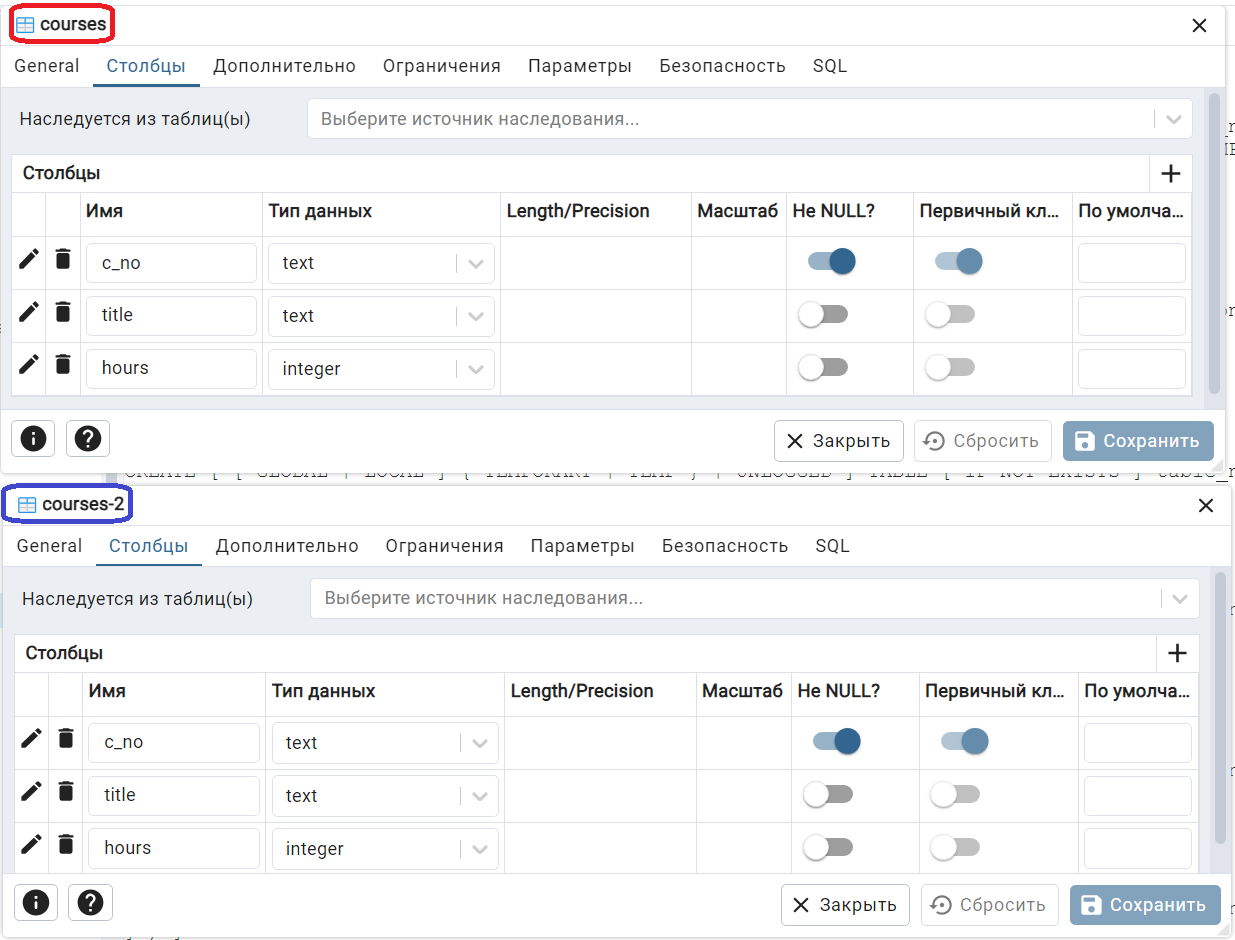 courses
General Столбцы Дополнительно Ограничения Параметры Безопасность SQL
Наследуется из таблиц(ы) Выберите источник наследования...
Столбцы
Имя Тип данных Length/Precision Масштаб Не NULL? Первичный кл... По умолча...
c_no text
title text
hours integer
Закрыть Сбросить Сохранить
CREATE [ [ GLOBAL | LOCAL ] { TEMPORARY | TEMP } | UNLOGGED ] TABLE [ IF NOT EXISTS ]
courses-2
General Столбцы Дополнительно Ограничения Параметры Безопасность SQL
Наследуется из таблиц(ы) Выберите источник наследования...
Столбцы
Имя Тип данных Length/Precision Масштаб Не NULL? Первичный кл... По умолча...
c_no text
title text
hours integer
Закрыть Сбросить Сохранить